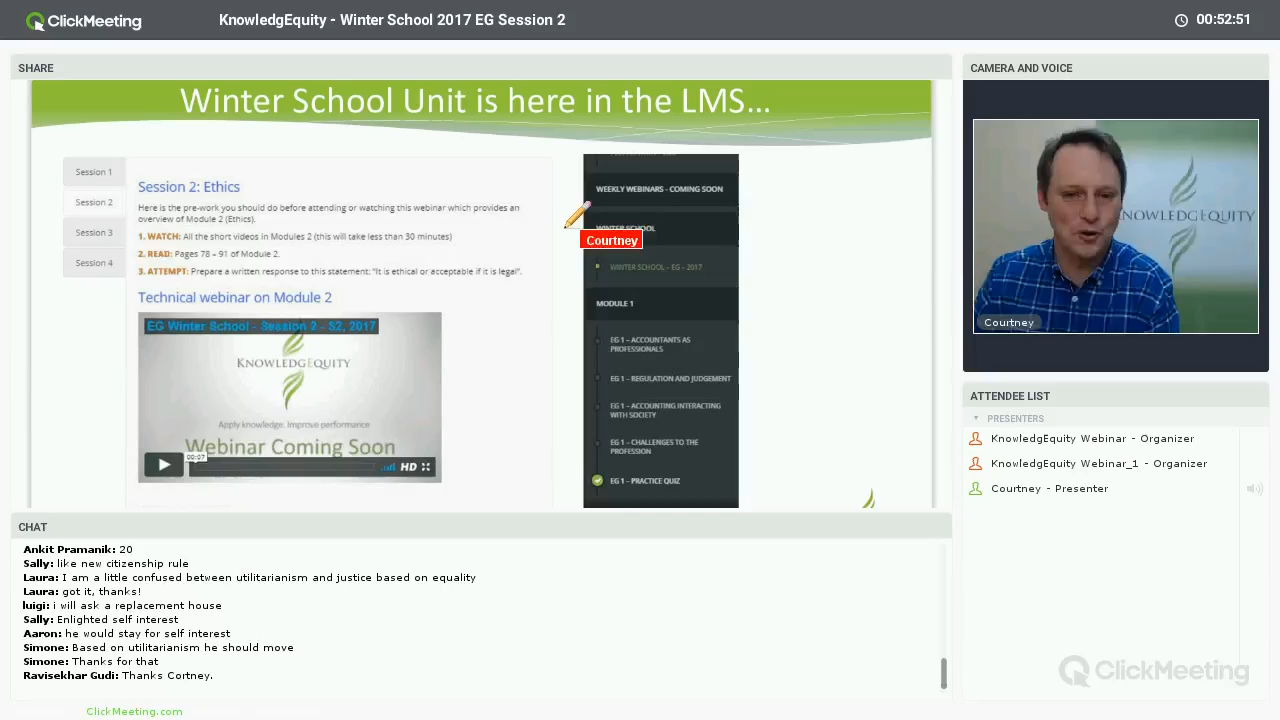 ClickMeeting
KnowledgEquity - Winter School 2017 EG Session 2
00:52:51
SHARE
Winter School Unit is here in the LMS...
Session 1
Session 2
Session 3
Session 4
Session 2: Ethics
Here is the pre-work you should do before attending or watching this webinar which provides an
overview of Module 2 (Ethics).
1. WATCH: All the short videos in Modules 2 (this will take less than 30 minutes)
2. READ: Pages 78 – 91 of Module 2.
3. ATTEMPT: Prepare a written response to this statement: "It is ethical or acceptable if it is legal".
Technical webinar on Module 2
EG Winter School - Session 2 - S2, 2017
KNOWLEDGEQUITY
Apply knowledge. Improve performance
Webinar Coming Soon
00:07
HD
WEEKLY WEBINARS - COMING SOON
WINTER SCHOOL
Courtney
WINTER SCHOOL – EG – 2017
MODULE 1
EG 1 – ACCOUNTANTS AS
PROFESSIONALS
EG 1 – REGULATION AND JUDGEMENT
EG 1 – ACCOUNTING INTERACTING
WITH SOCIETY
EG 1 – CHALLENGES TO THE
PROFESSION
EG 1 – PRACTICE QUIZ
CAMERA AND VOICE
KNOWLEDGEQUITY
Courtney
ATTENDEE LIST
PRESENTERS
KnowledgEquity Webinar - Organizer
KnowledgEquity Webinar_1 - Organizer
Courtney - Presenter
CHAT
Ankit Pramanik: 20
Sally: like new citizenship rule
Laura: I am a little confused between utilitarianism and justice based on equality
Laura: got it, thanks!
luigi: i will ask a replacement house
Sally: Enlighted self interest
Aaron: he would stay for self interest
Simone: Based on utilitarianism he should move
Simone: Thanks for that
Ravisekhar Gudi: Thanks Cortney.
ClickMeeting
ClickMeeting.com